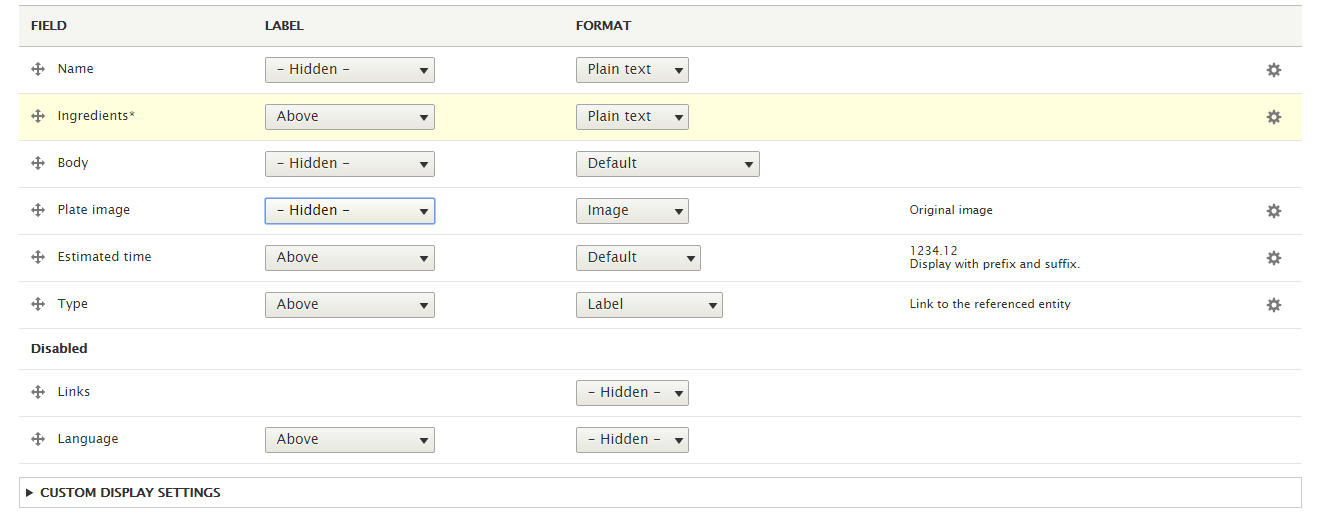 FIELD LABEL FORMAT
Name - Hidden - Plain text
Ingredients* Above Plain text
Body - Hidden - Default
Plate image - Hidden - Image Original image
Estimated time Above Default 1234.12
Display with prefix and suffix.
Type Above Label Link to the referenced entity
Disabled
Links - Hidden -
Language Above - Hidden -
CUSTOM DISPLAY SETTINGS